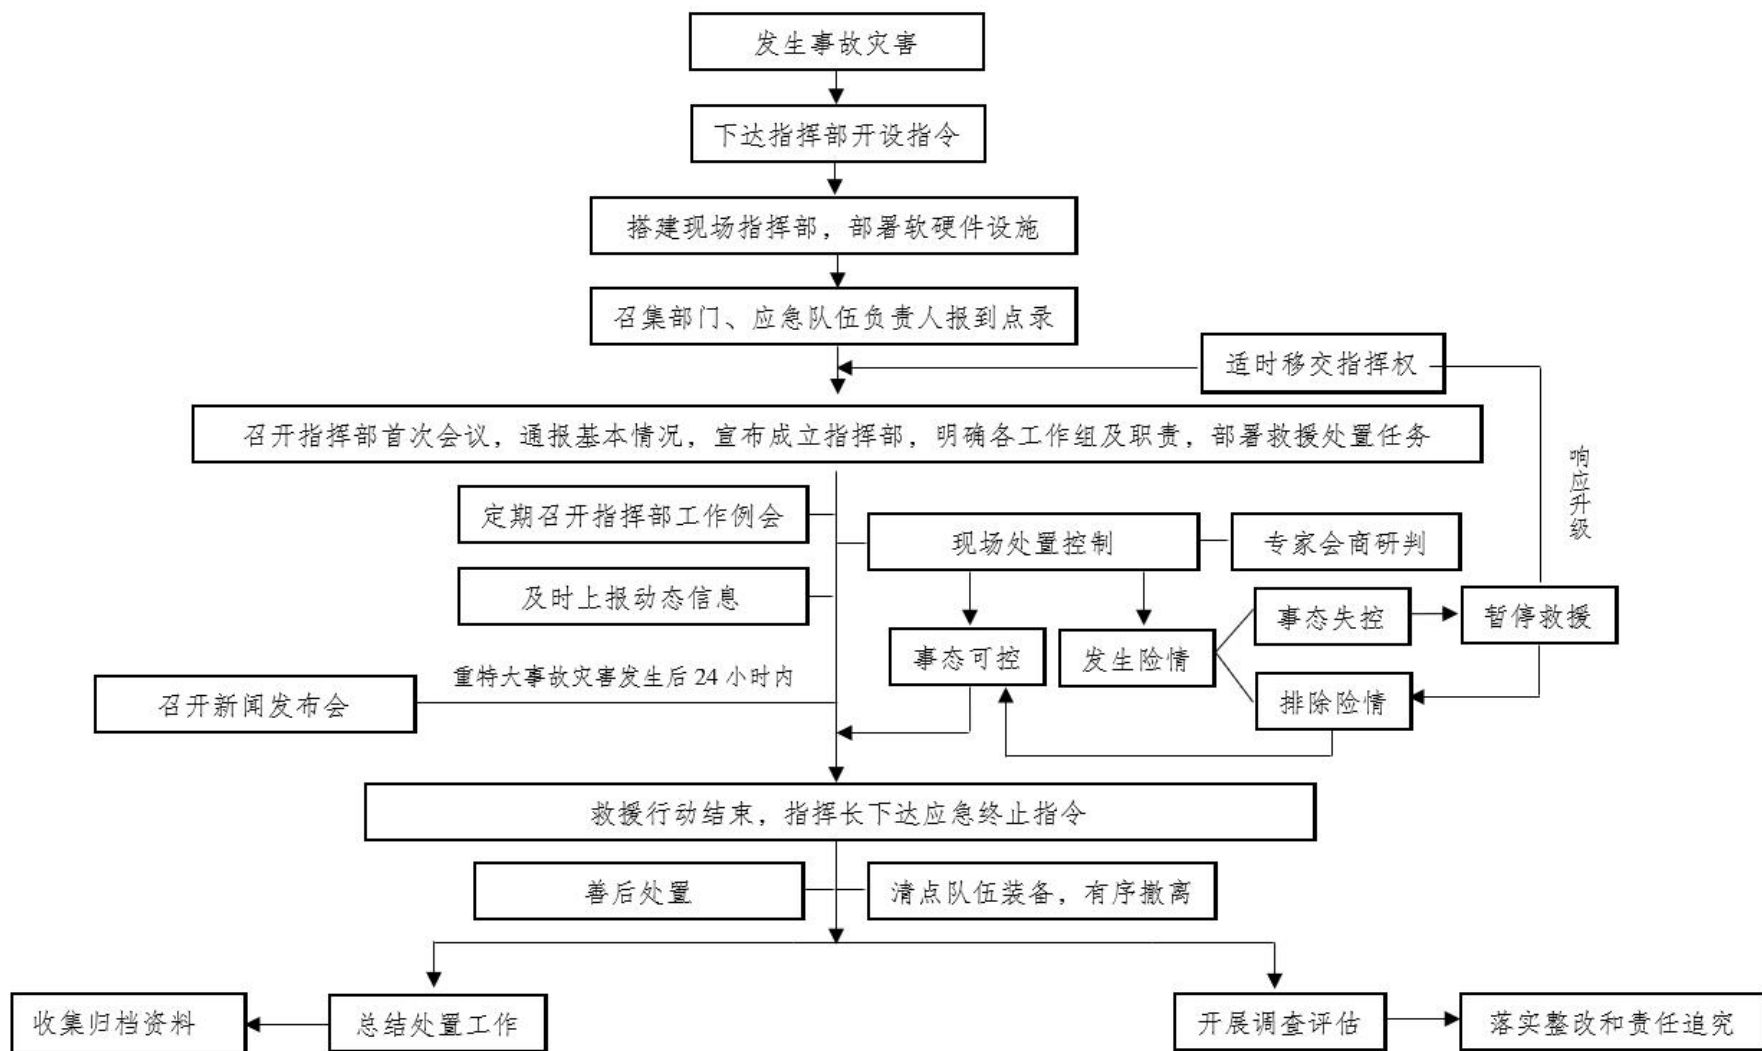 发生事故灾害
下达指挥部开设指令
搭建现场指挥部，部署软硬件设施
召集部门、应急队伍负责人报到点录
适时移交指挥权
召开指挥部首次会议，通报基本情况，宣布成立指挥部，明确各工作组及职责，部署救援处置任务
响应升级
定期召开指挥部工作例会
现场处置控制
专家会商研判
及时上报动态信息
事态失控
暂停救援
事态可控
发生险情
重特大事故灾害发生后 24 小时内
召开新闻发布会
排除险情
救援行动结束，指挥长下达应急终止指令
善后处置
清点队伍装备，有序撤离
收集归档资料
总结处置工作
开展调查评估
落实整改和责任追究